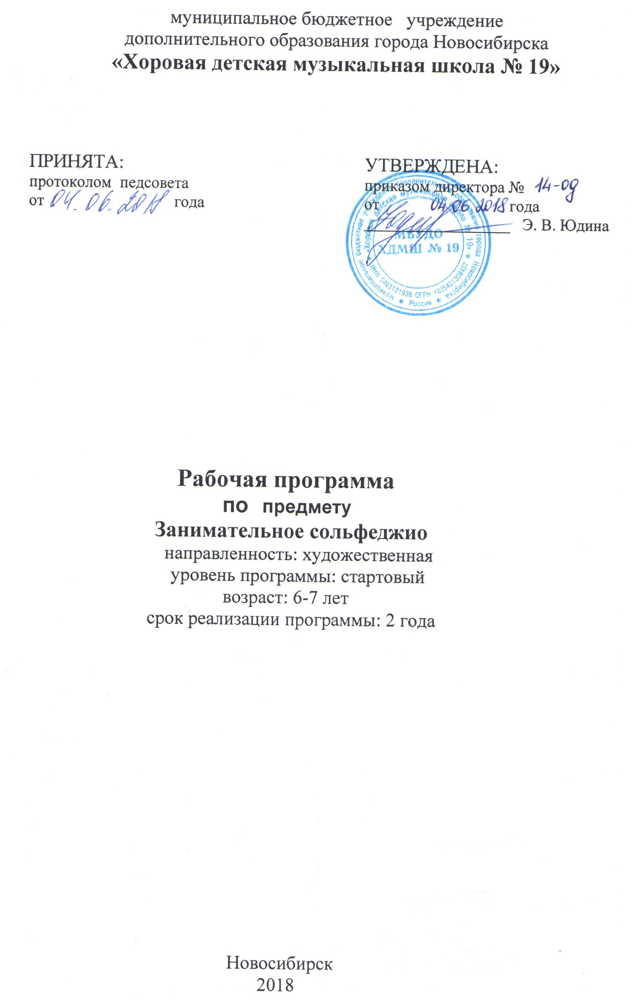 муниципальное бюджетное учреждение
дополнительного образования города Новосибирска
«Хоровая детская музыкальная школа № 19»
ПРИНЯТА:
протоколом педсовета
от 04.06.2018 года
УТВЕРЖДЕНА:
приказом директора № 14-од
от 04.06.2018 года
Э. В. Юдина
муниципальное бюджетное учреждение дополнительного образования города Новосибирска
«Хоровая детская музыкальная школа № 19»
МБУДО
ХДМШ № 19
ИНН 5403121938 ОГРН 1025401308437
Россия
Рабочая программа
по предмету
Занимательное сольфеджио
направленность: художественная
уровень программы: стартовый
возраст: 6-7 лет
срок реализации программы: 2 года
Новосибирск
2018